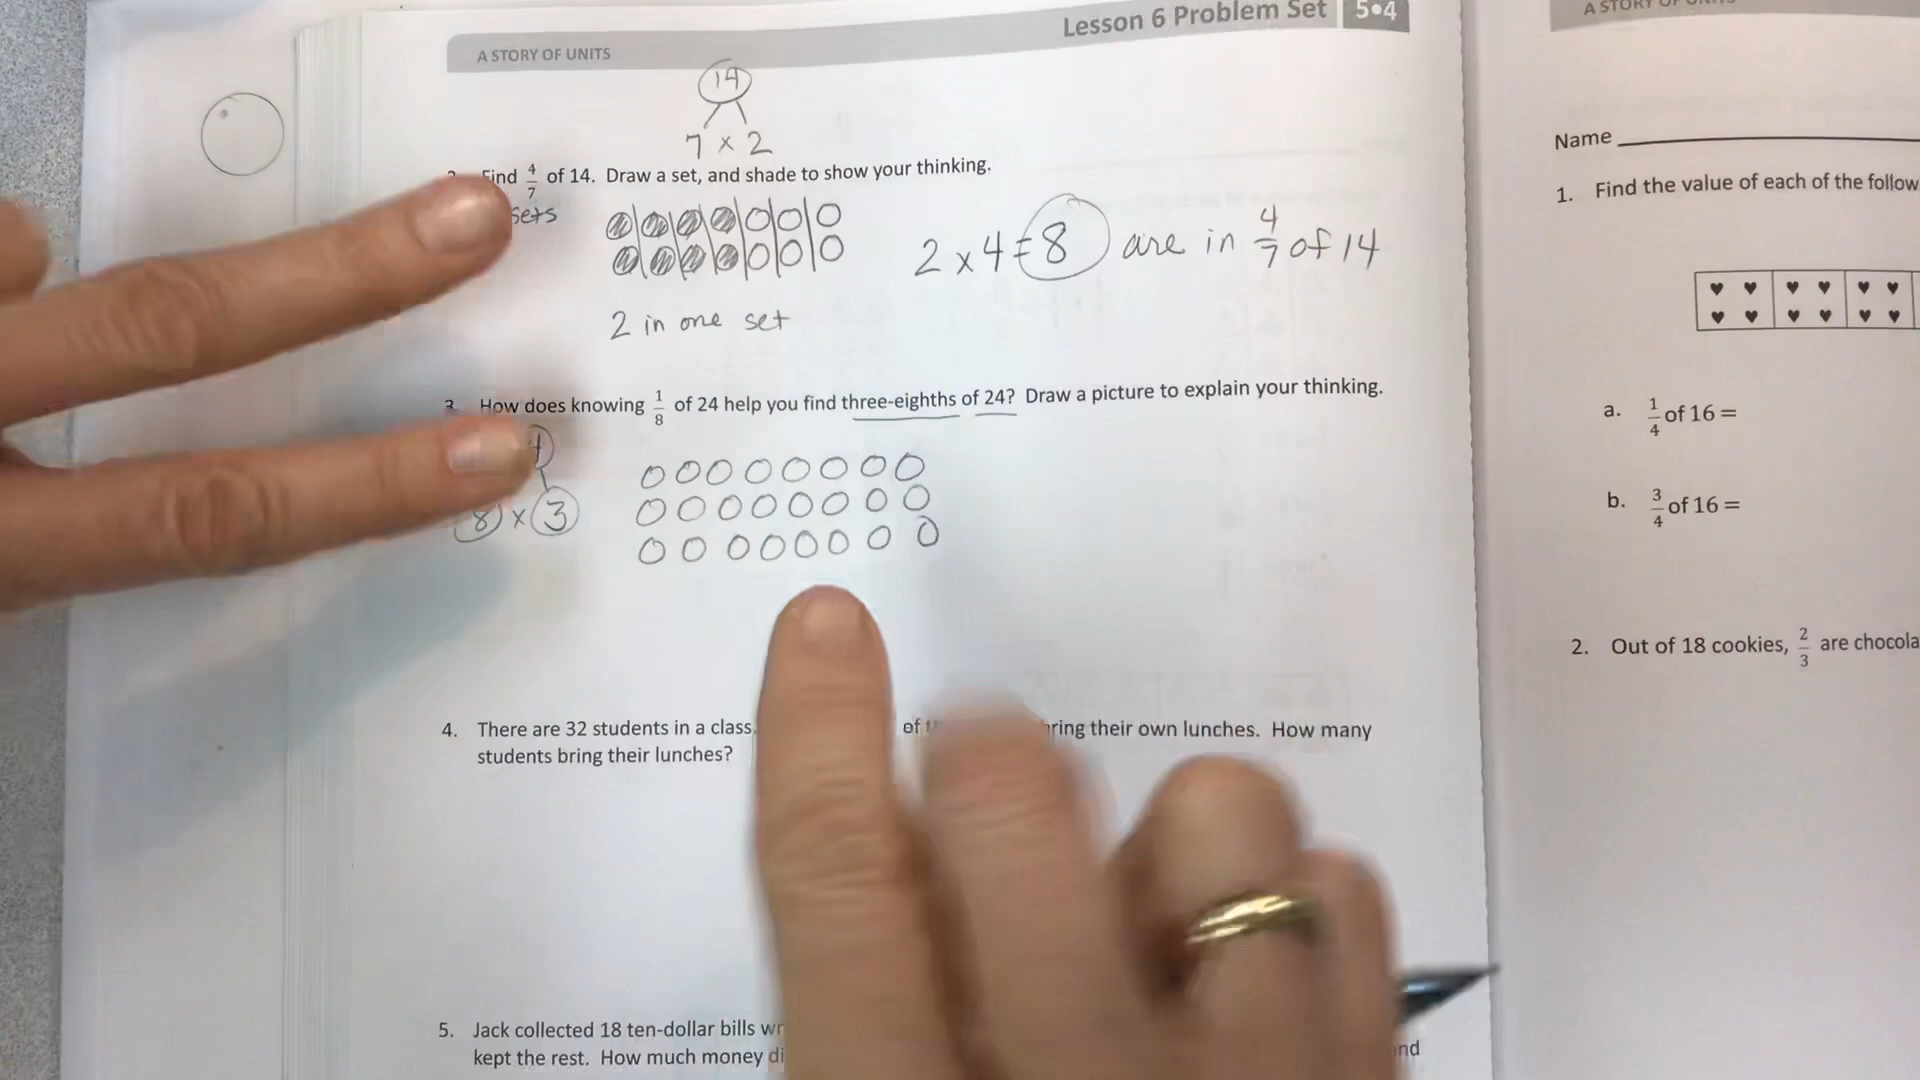 Lesson 6 Problem Set 5•4
A STORY OF UNITS
14
7 x 2
Find 4/7 of 14. Draw a set, and shade to show your thinking.
sets
2 x 4 = 8 are in 4/7 of 14
2 in one set
3. How does knowing 1/8 of 24 help you find three-eighths of 24? Draw a picture to explain your thinking.
8 x 3
4. There are 32 students in a class. of bring their own lunches. How many
students bring their lunches?
5. Jack collected 18 ten-dollar bills
kept the rest. How much money
A STORY OF
Name
1. Find the value of each of the
a. 1/4 of 16 =
b. 3/4 of 16 =
2. Out of 18 cookies, 2/3 are